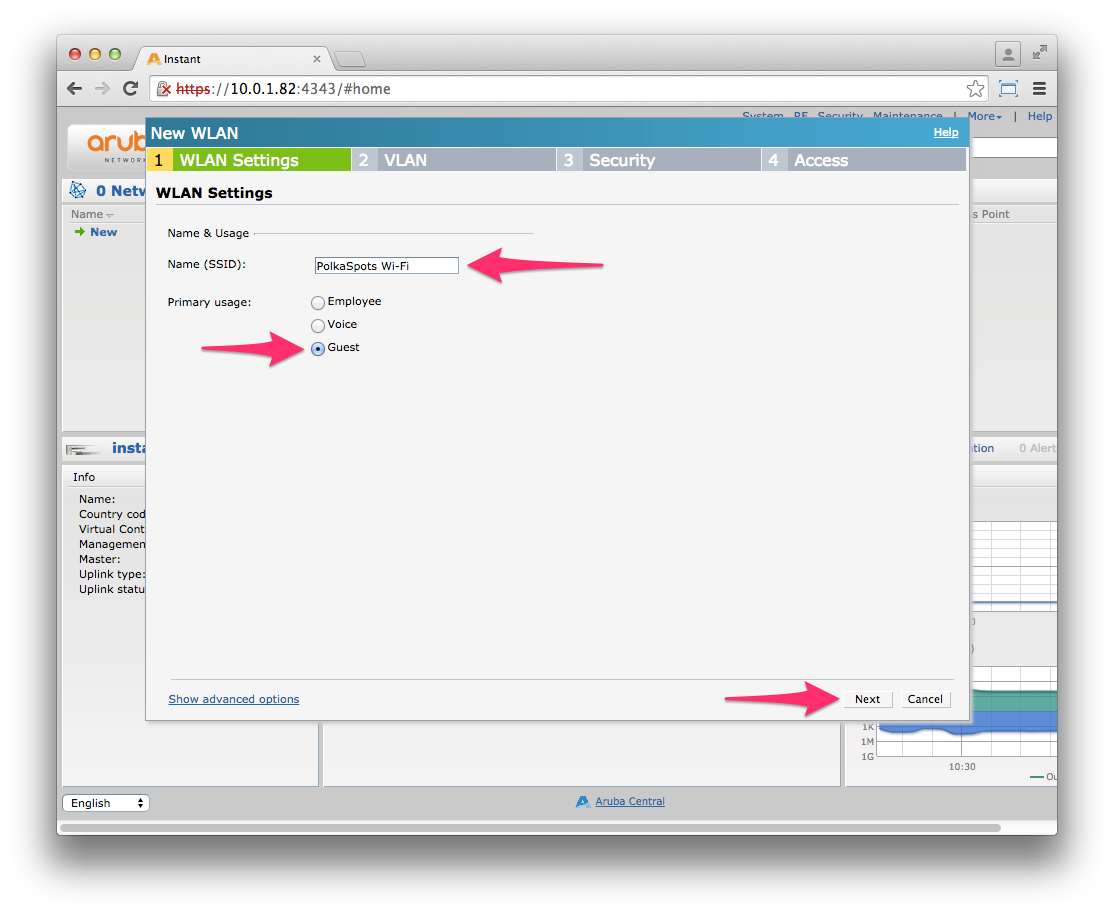 Instant
https://10.0.1.82:4343/#home
System RF Security Maintenance More | Help
aruba
NETWORK
New WLAN
Help
1 WLAN Settings 2 VLAN 3 Security 4 Access
0 Netw
WLAN Settings
Name
s Point
New
Name & Usage
Name (SSID): PolkaSpots Wi-Fi
Primary usage: Employee
Voice
Guest
insta
tion
0 Alert
Info
Name:
Country cod
Virtual Cont
Managemen
Master:
Uplink type:
Uplink statu
Show advanced options
Next
Cancel
1K
1M
1G
10:30
Ou
English
Aruba Central